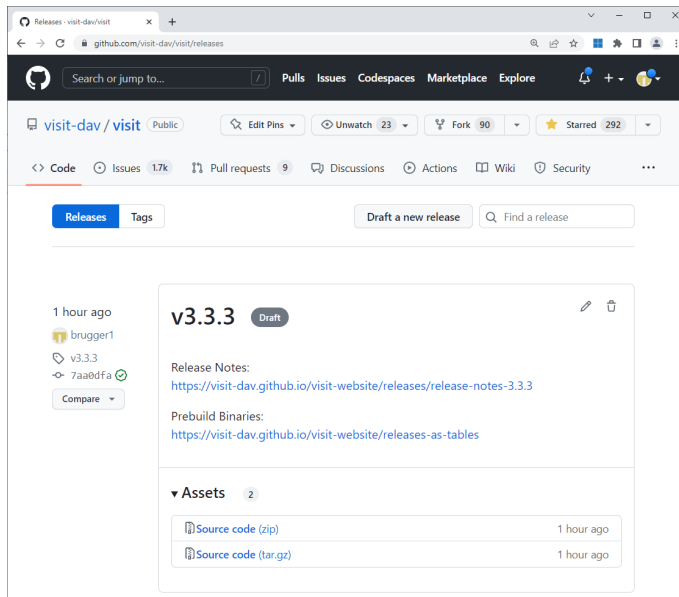 Releases · visit-dav/visit
github.com/visit-dav/visit/releases
Search or jump to... /
Pulls Issues Codespaces Marketplace Explore
visit-dav / visit Public
Edit Pins Unwatch 23 Fork 90 Starred 292
Code Issues 1.7k Pull requests 9 Discussions Actions Wiki Security
Releases Tags Draft a new release Find a release
1 hour ago
brugger1
v3.3.3
7aa0dfa
Compare
v3.3.3 Draft
Release Notes:
https://visit-dav.github.io/visit-website/releases/release-notes-3.3.3
Prebuild Binaries:
https://visit-dav.github.io/visit-website/releases-as-tables
Assets 2
Source code (zip) 1 hour ago
Source code (tar.gz) 1 hour ago